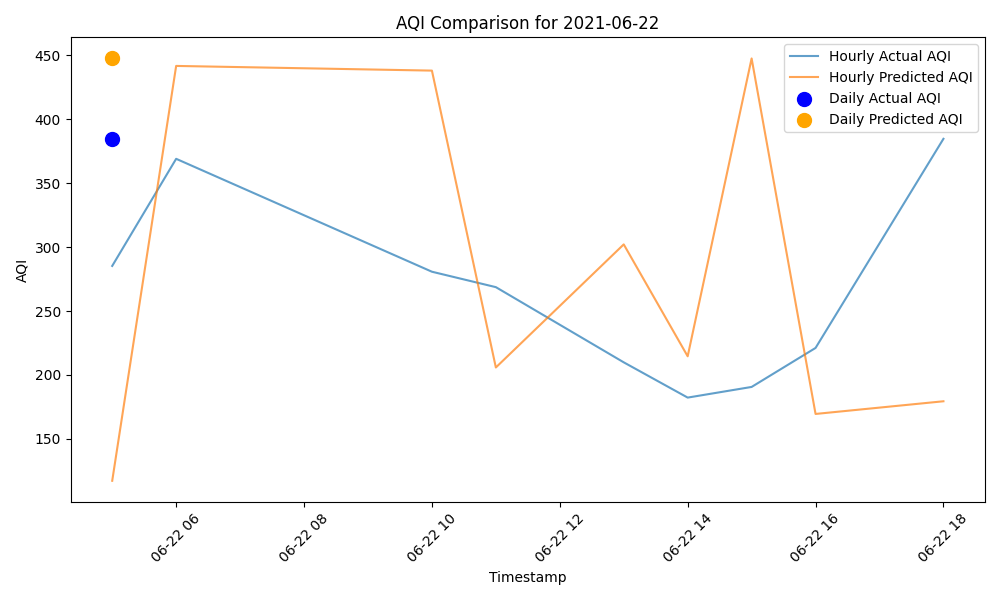 AQI Comparison for 2021-06-22
Hourly Actual AQI
Hourly Predicted AQI
Daily Actual AQI
Daily Predicted AQI
AQI
450
400
350
300
250
200
150
06-22 06
06-22 08
06-22 10
06-22 12
06-22 14
06-22 16
06-22 18
Timestamp